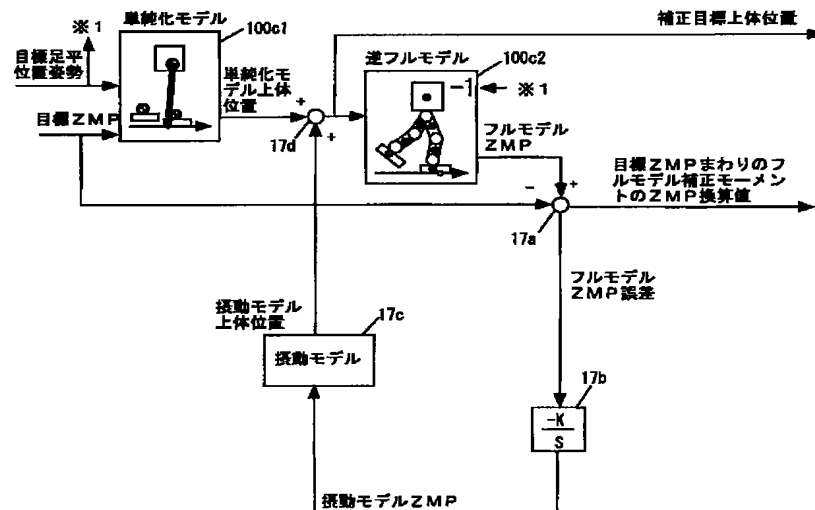 単純化モデル
100c1
※1
目標足平
位置姿勢
目標ZMP
単純化モ
デル上体
位置
+
+
17d
補正目標上体位置
逆フルモデル
100c2
-1
※1
フルモデル
ZMP
-
+
17a
目標ZMPまわりのフ
ルモデル補正モーメン
トのZMP換算値
フルモデル
ZMP誤差
摂動モデル
上体位置
17c
摂動モデル
17b
-K
S
摂動モデルZMP